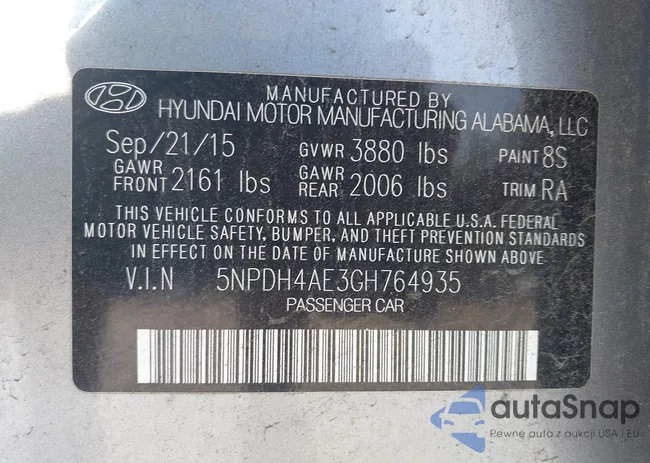 MANUFACTURED BY
HYUNDAI MOTOR MANUFACTURING ALABAMA, LLC
Sep/21/15 GVWR 3880 lbs PAINT 8S
GAWR FRONT 2161 lbs GAWR REAR 2006 lbs TRIM RA
THIS VEHICLE CONFORMS TO ALL APPLICABLE U.S.A. FEDERAL
MOTOR VEHICLE SAFETY, BUMPER, AND THEFT PREVENTION STANDARDS
IN EFFECT ON THE DATE OF MANUFACTURE SHOWN ABOVE
V.I.N 5NPDH4AE3GH764935
PASSENGER CAR
autaSnap
Pewne auta z aukcji USA - EU